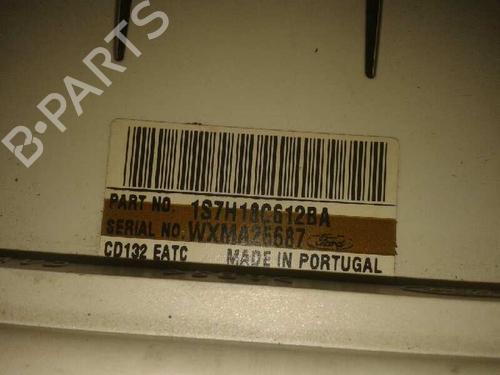 B-PARTS
PART NO. 1S7H18C612BA
SERIAL NO. WXMA25687 Ford
CD132 EATC MADE IN PORTUGAL